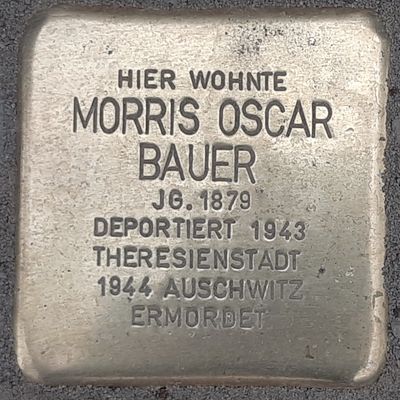 HIER WOHNTE
MORRIS OSCAR
BAUER
JG. 1879
DEPORTIERT 1943
THERESIENSTADT
1944 AUSCHWITZ
ERMORDET